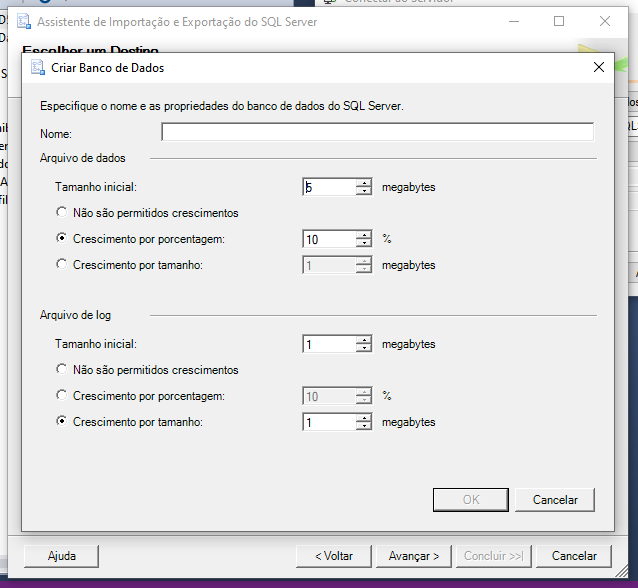 Conectar ao servidor
Assistente de Importação e Exportação do SQL Server
Escolher um Destino
Criar Banco de Dados
Especifique o nome e as propriedades do banco de dados do SQL Server.
Nome:
Arquivo de dados
Tamanho inicial: 5 megabytes
Não são permitidos crescimentos
Crescimento por porcentagem: 10 %
Crescimento por tamanho: 1 megabytes
Arquivo de log
Tamanho inicial: 1 megabytes
Não são permitidos crescimentos
Crescimento por porcentagem: 10 %
Crescimento por tamanho: 1 megabytes
OK Cancelar
Ajuda < Voltar Avançar > Concluir >>| Cancelar